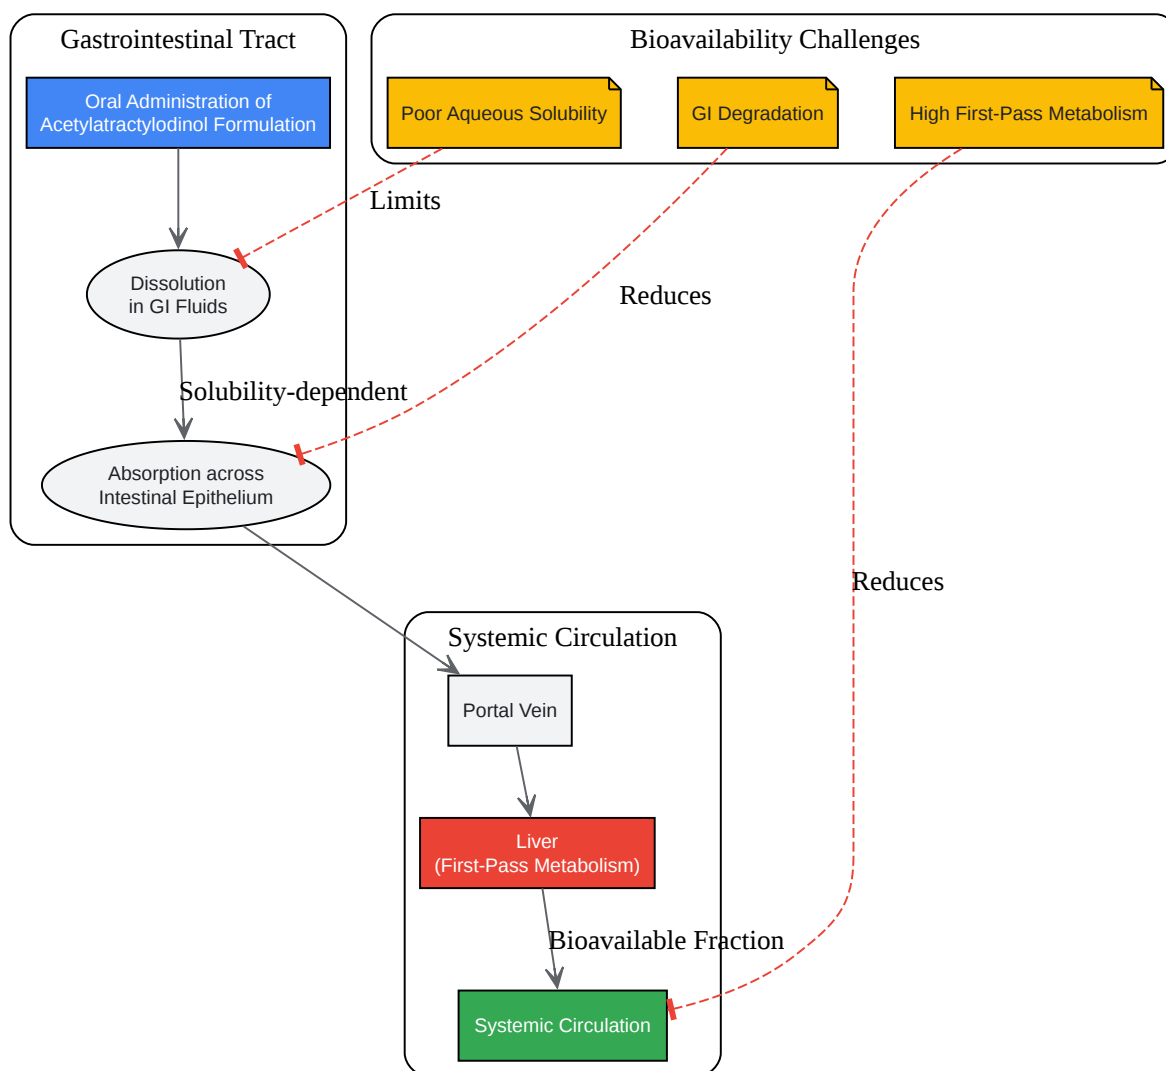 Gastrointestinal Tract
Bioavailability Challenges
Oral Administration of
Acetylatractylodinol Formulation
Poor Aqueous Solubility
GI Degradation
High First-Pass Metabolism
Limits
Dissolution
in GI Fluids
Reduces
Solubility-dependent
Absorption across
Intestinal Epithelium
Reduces
Systemic Circulation
Portal Vein
Liver
(First-Pass Metabolism)
Bioavailable Fraction
Systemic Circulation